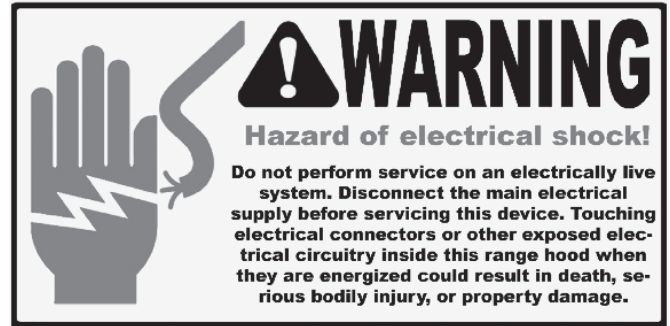 WARNING
Hazard of electrical shock!
Do not perform service on an electrically live
system. Disconnect the main electrical
supply before servicing this device. Touching
electrical connectors or other exposed elec-
trical circuitry inside this range hood when
they are energized could result in death, se-
rious bodily injury, or property damage.